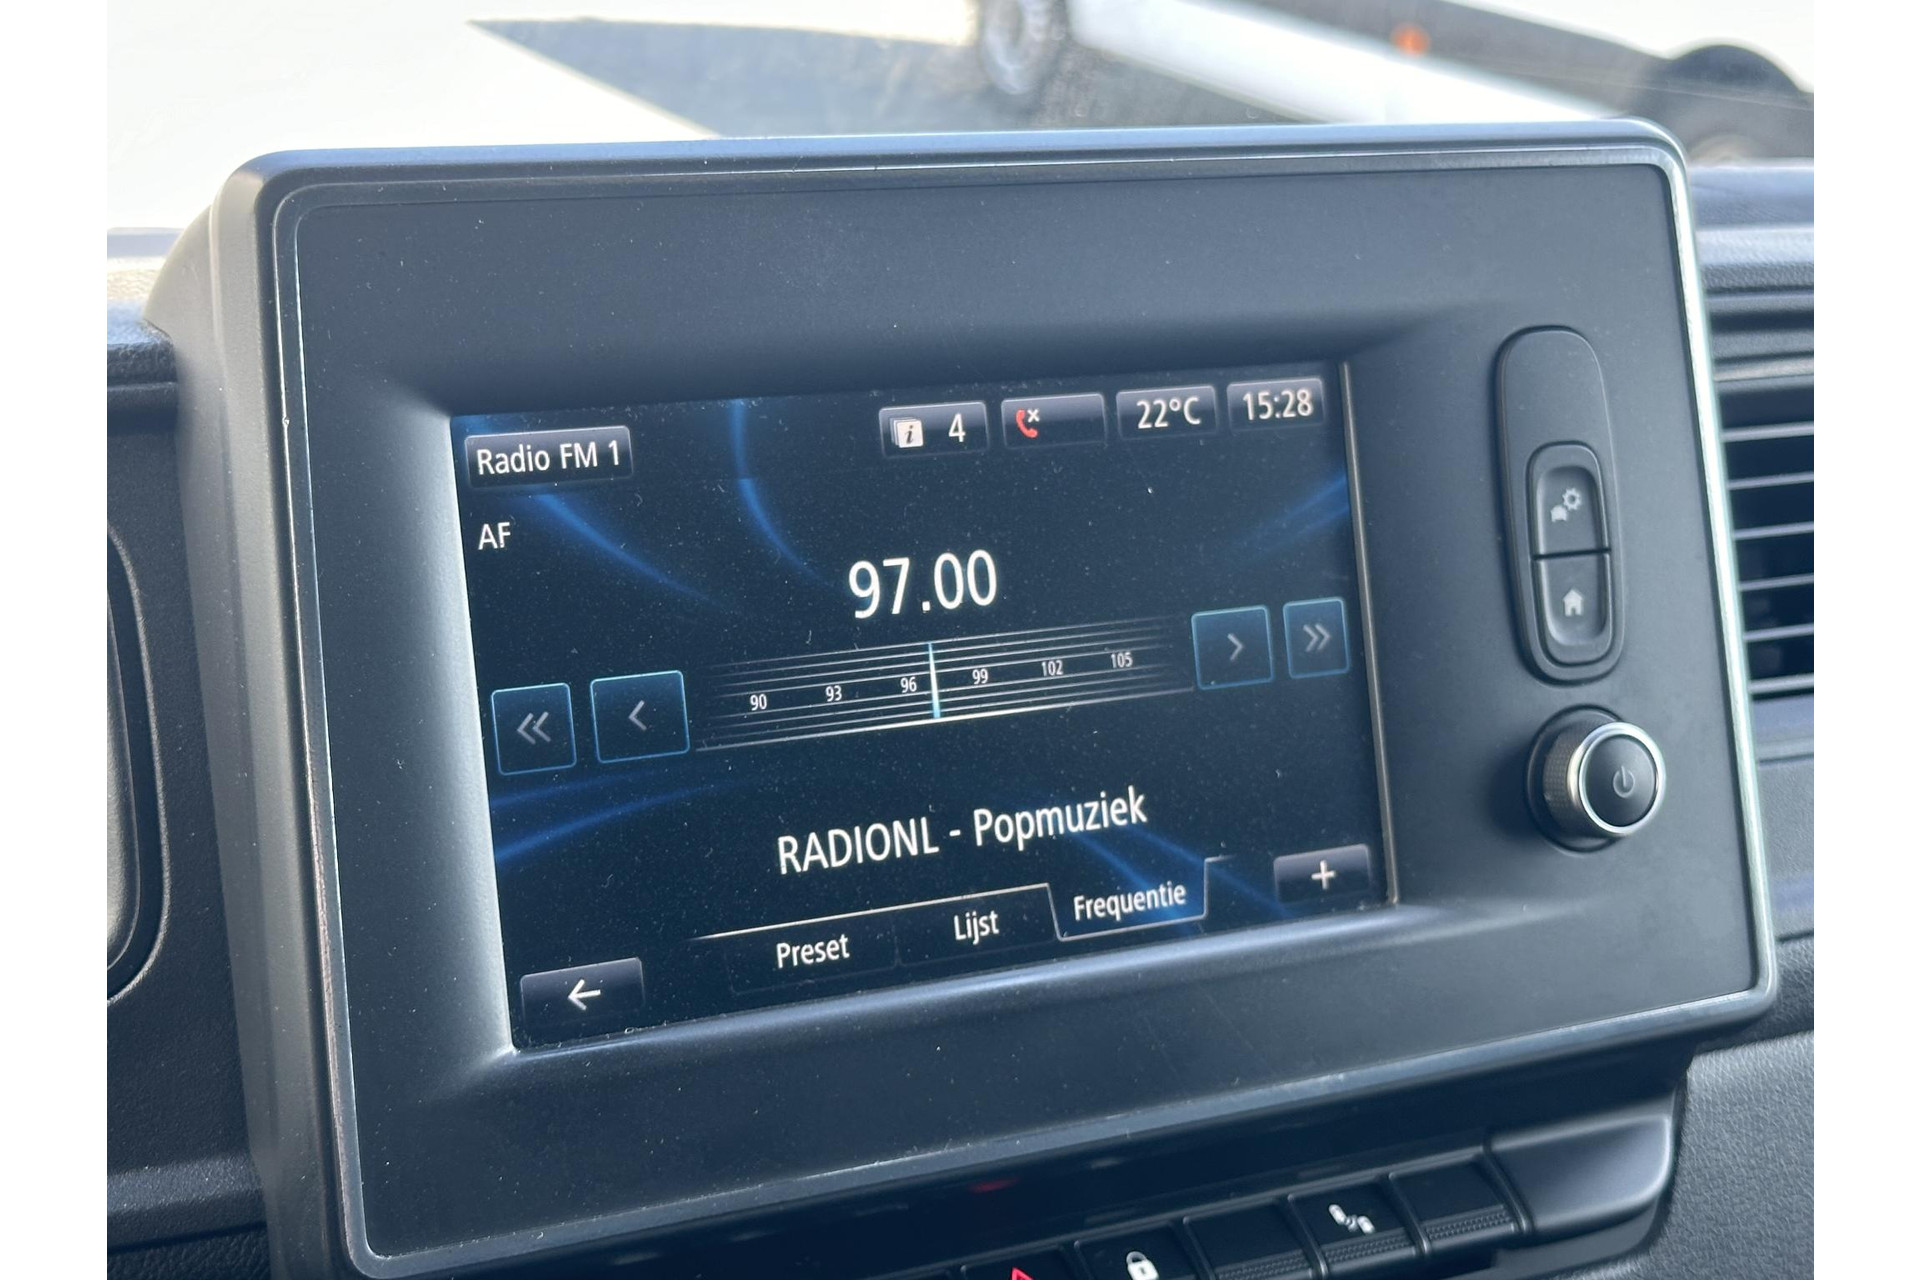 Radio FM 1
i 4
22°C
15:28
AF
97.00
90 93 96 99 102 105
RADIONL - Popmuziek
Preset
Lijst
Frequentie
+